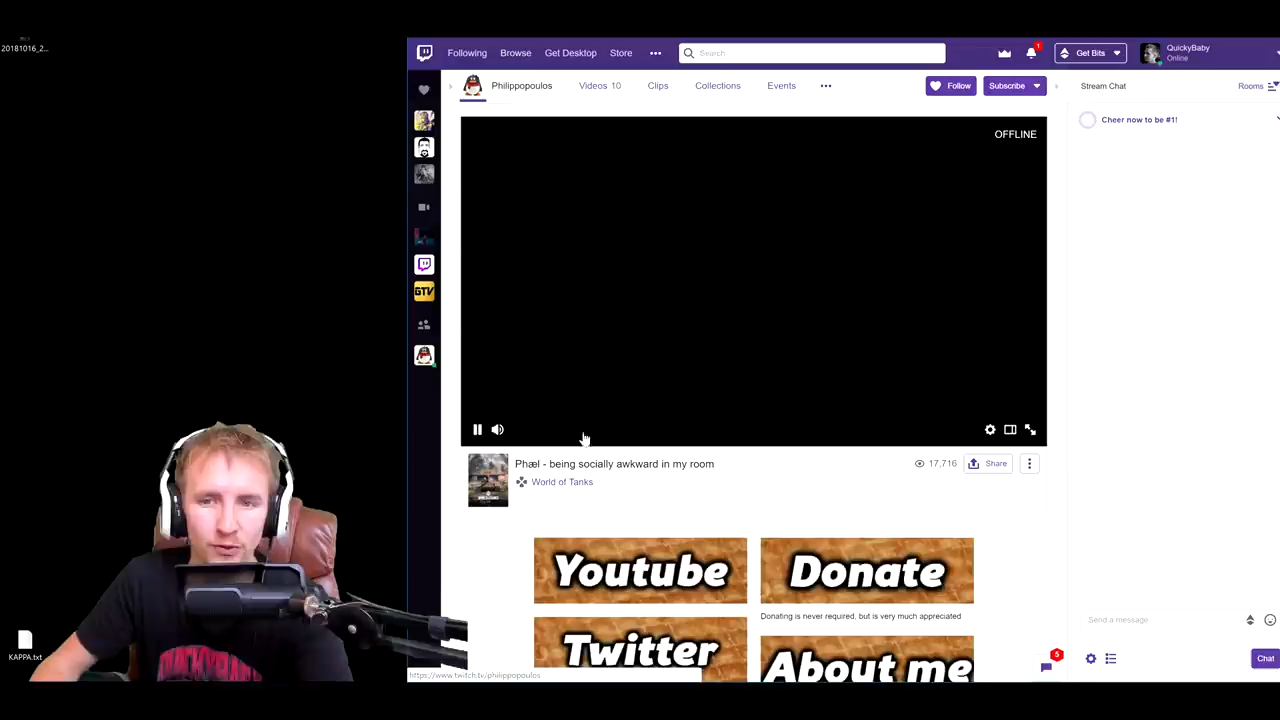 20181016_2...
Following
Browse
Get Desktop
Store
Search
1
Get Bits
QuickyBaby
Online
Philippopoulos
Videos 10
Clips
Collections
Events
Follow
Subscribe
Stream Chat
Rooms
Cheer now to be #1!
OFFLINE
GTV
Phæl - being socially awkward in my room
17,716
Share
World of Tanks
Youtube
Donate
Donating is never required, but is very much appreciated
Twitter
About me
Send a message
5
Chat
KAPPA.txt
https://www.twitch.tv/philippopoulos